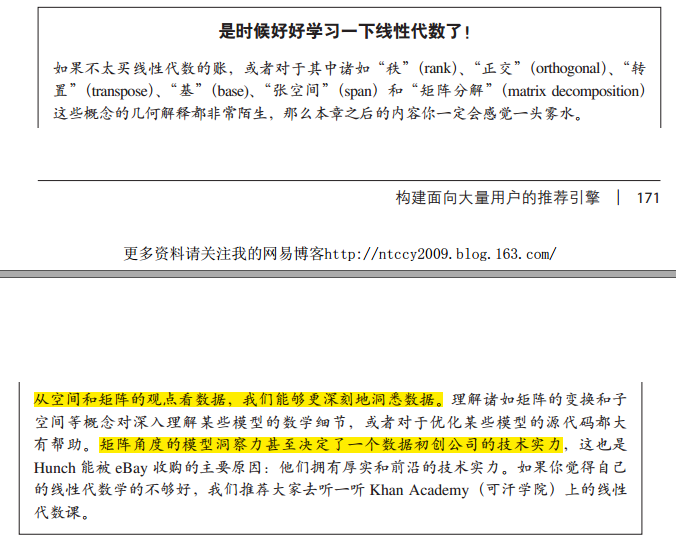 是时候好好学习一下线性代数了！
如果不太买线性代数的账，或者对于其中诸如“秩”（rank）、“正交”（orthogonal）、“转
置”（transpose）、“基”（base）、“张空间”（span）和“矩阵分解”（matrix decomposition）
这些概念的几何解释都非常陌生，那么本章之后的内容你一定会感觉一头雾水。
构建面向大量用户的推荐引擎 | 171
更多资料请关注我的网易博客http://ntccy2009.blog.163.com/
从空间和矩阵的观点看数据，我们能够更深刻地洞悉数据。理解诸如矩阵的变换和子
空间等概念对深入理解某些模型的数学细节，或者对于优化某些模型的源代码都大
有帮助。矩阵角度的模型洞察力甚至决定了一个数据初创公司的技术实力，这也是
Hunch 能被 eBay 收购的主要原因：他们拥有厚实和前沿的技术实力。如果你觉得自己
的线性代数学的不够好，我们推荐大家去听一听 Khan Academy（可汗学院）上的线性
代数课。